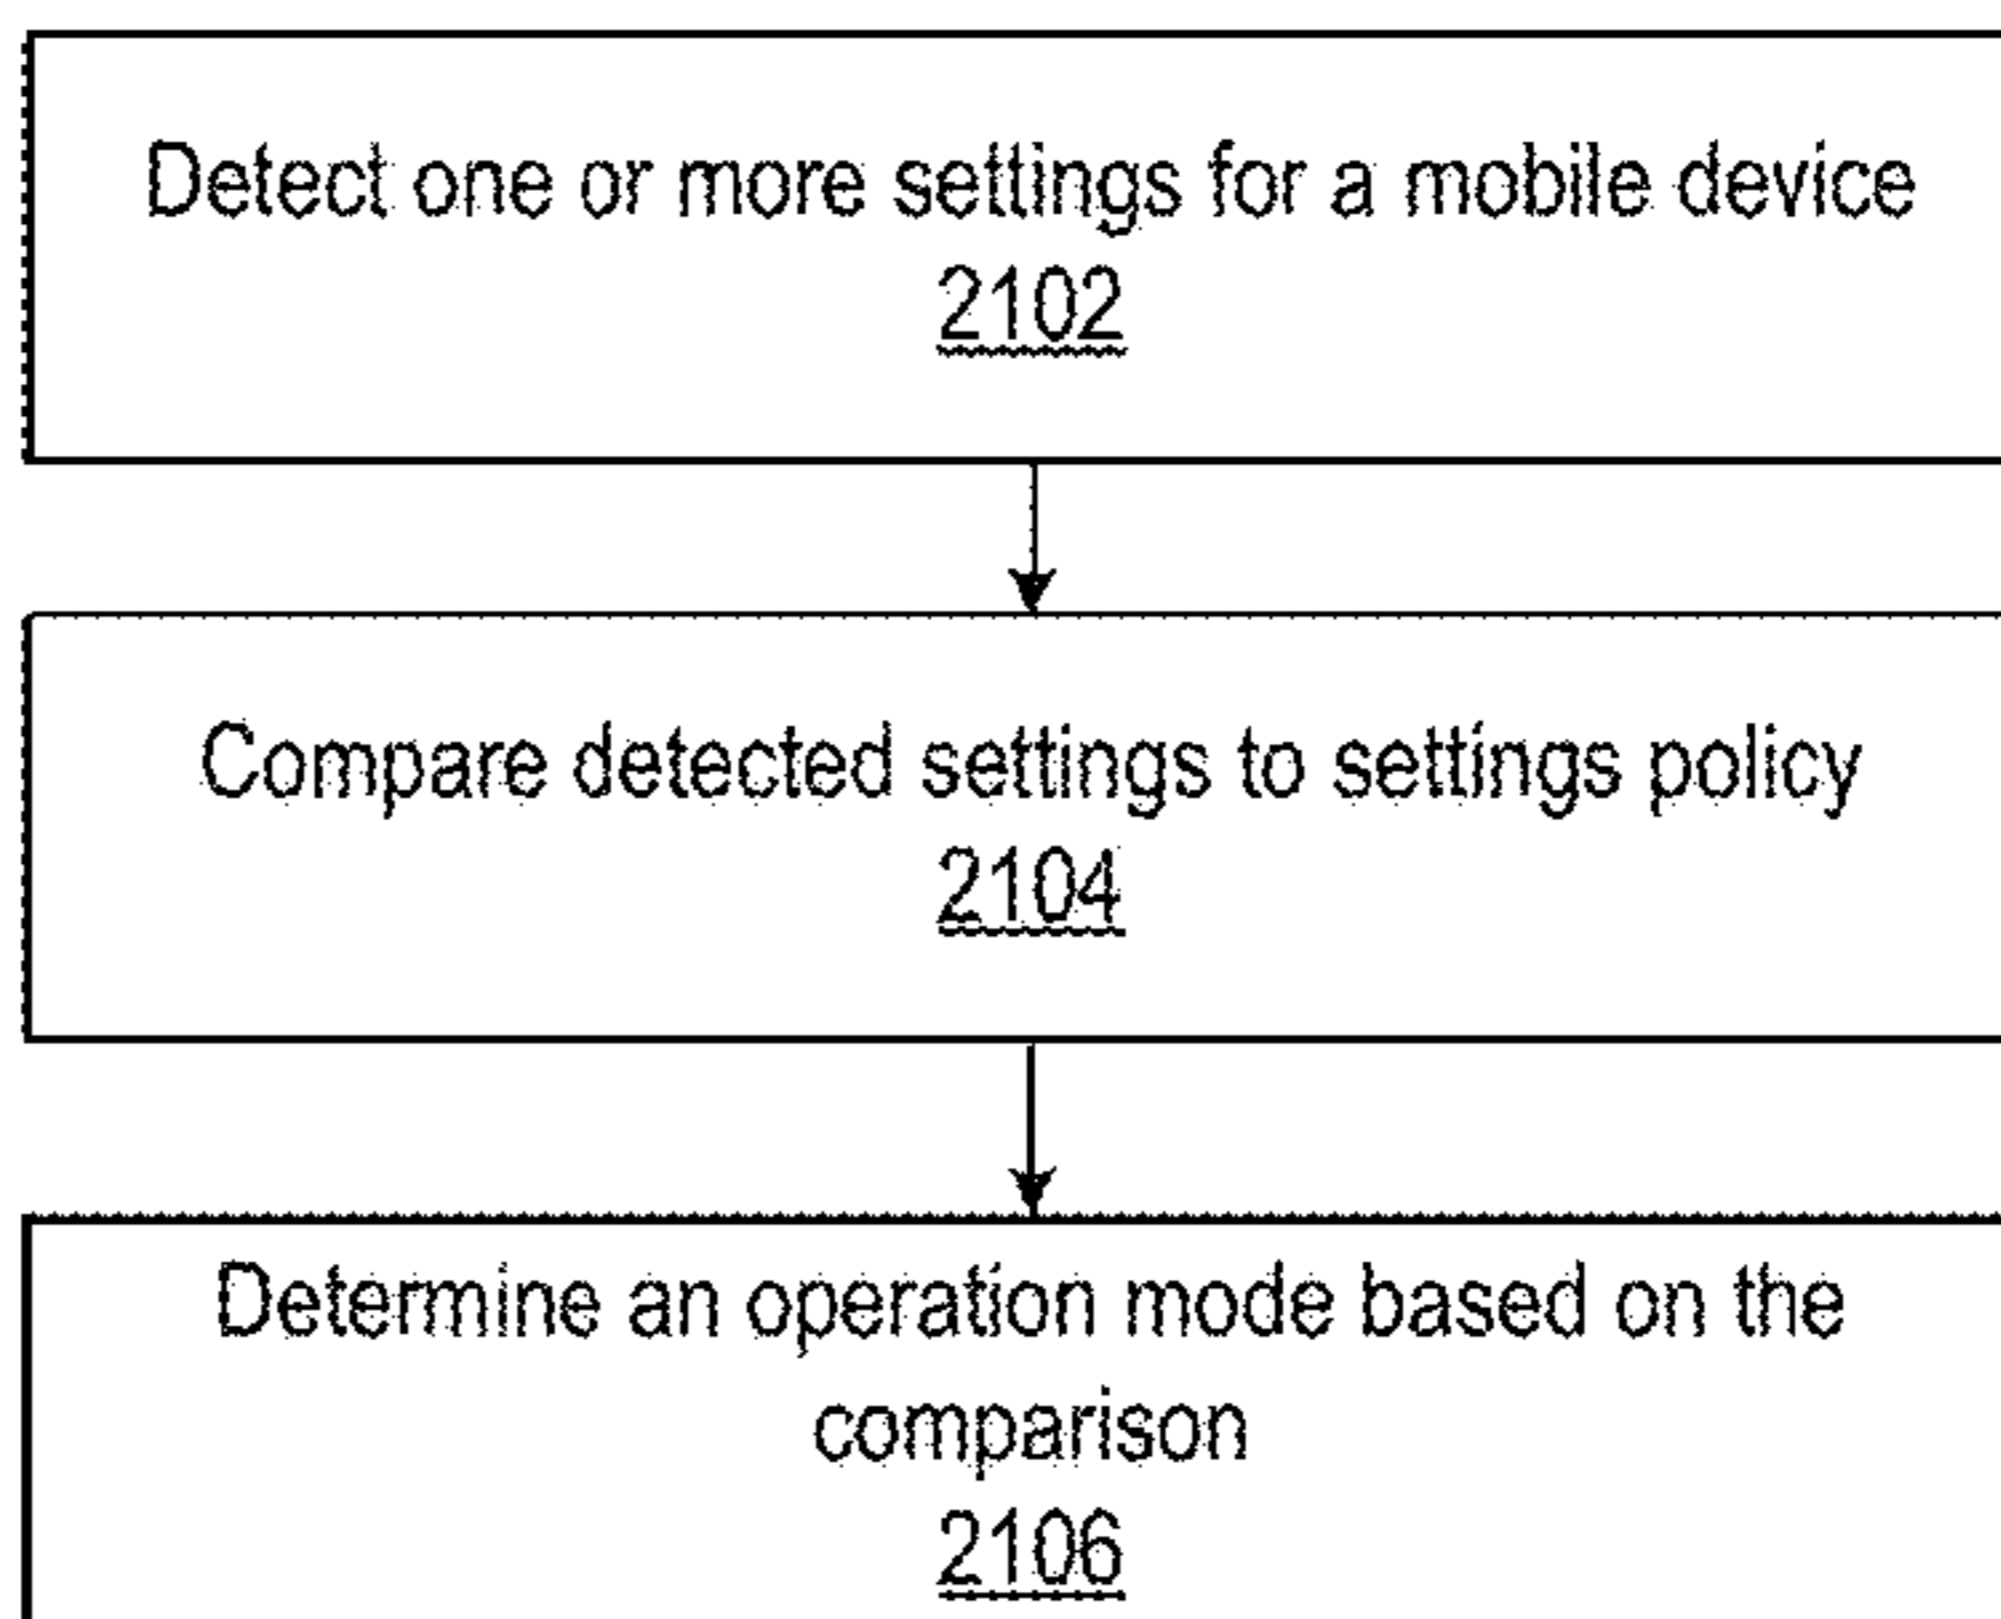 Detect one or more settings for a mobile device
2102
Compare detected settings to settings policy
2104
Determine an operation mode based on the
comparison
2106